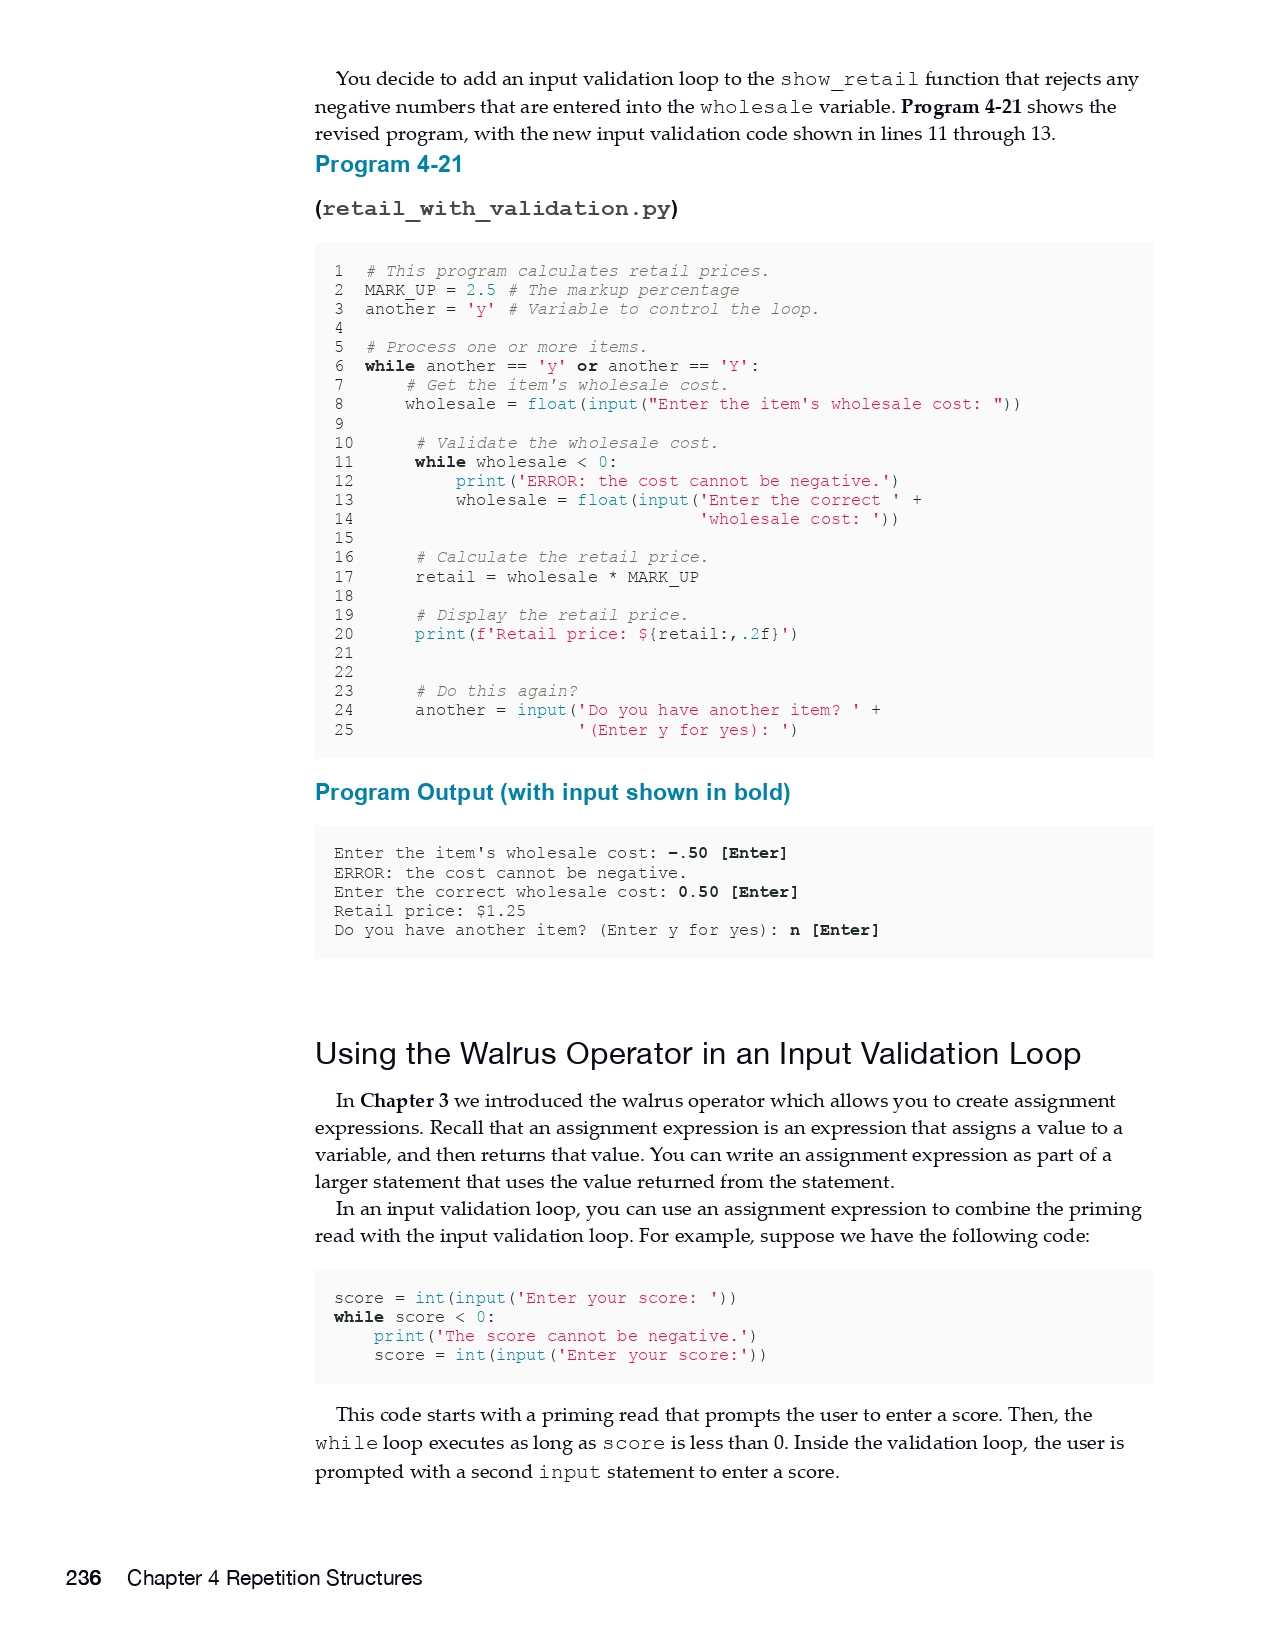 You decide to add an input validation loop to the show_retail function that rejects any
negative numbers that are entered into the wholesale variable. Program 4-21 shows the
revised program, with the new input validation code shown in lines 11 through 13.
Program 4-21
(retail_with_validation.py)
1  # This program calculates retail prices.
2  MARK_UP = 2.5 # The markup percentage
3  another = 'y' # Variable to control the loop.
4
5  # Process one or more items.
6  while another == 'y' or another == 'Y':
7      # Get the item's wholesale cost.
8      wholesale = float(input("Enter the item's wholesale cost: "))
9
10      # Validate the wholesale cost.
11      while wholesale < 0:
12          print('ERROR: the cost cannot be negative.')
13          wholesale = float(input('Enter the correct ' +
14                                  'wholesale cost: '))
15
16      # Calculate the retail price.
17      retail = wholesale * MARK_UP
18
19      # Display the retail price.
20      print(f'Retail price: ${retail:,.2f}')
21
22
23      # Do this again?
24      another = input('Do you have another item? ' +
25                      '(Enter y for yes): ')
Program Output (with input shown in bold)
Enter the item's wholesale cost: –.50 [Enter]
ERROR: the cost cannot be negative.
Enter the correct wholesale cost: 0.50 [Enter]
Retail price: $1.25
Do you have another item? (Enter y for yes): n [Enter]
Using the Walrus Operator in an Input Validation Loop
In Chapter 3 we introduced the walrus operator which allows you to create assignment
expressions. Recall that an assignment expression is an expression that assigns a value to a
variable, and then returns that value. You can write an assignment expression as part of a
larger statement that uses the value returned from the statement.
In an input validation loop, you can use an assignment expression to combine the priming
read with the input validation loop. For example, suppose we have the following code:
score = int(input('Enter your score: '))
while score < 0:
    print('The score cannot be negative.')
    score = int(input('Enter your score:'))
This code starts with a priming read that prompts the user to enter a score. Then, the
while loop executes as long as score is less than 0. Inside the validation loop, the user is
prompted with a second input statement to enter a score.
236 Chapter 4 Repetition Structures